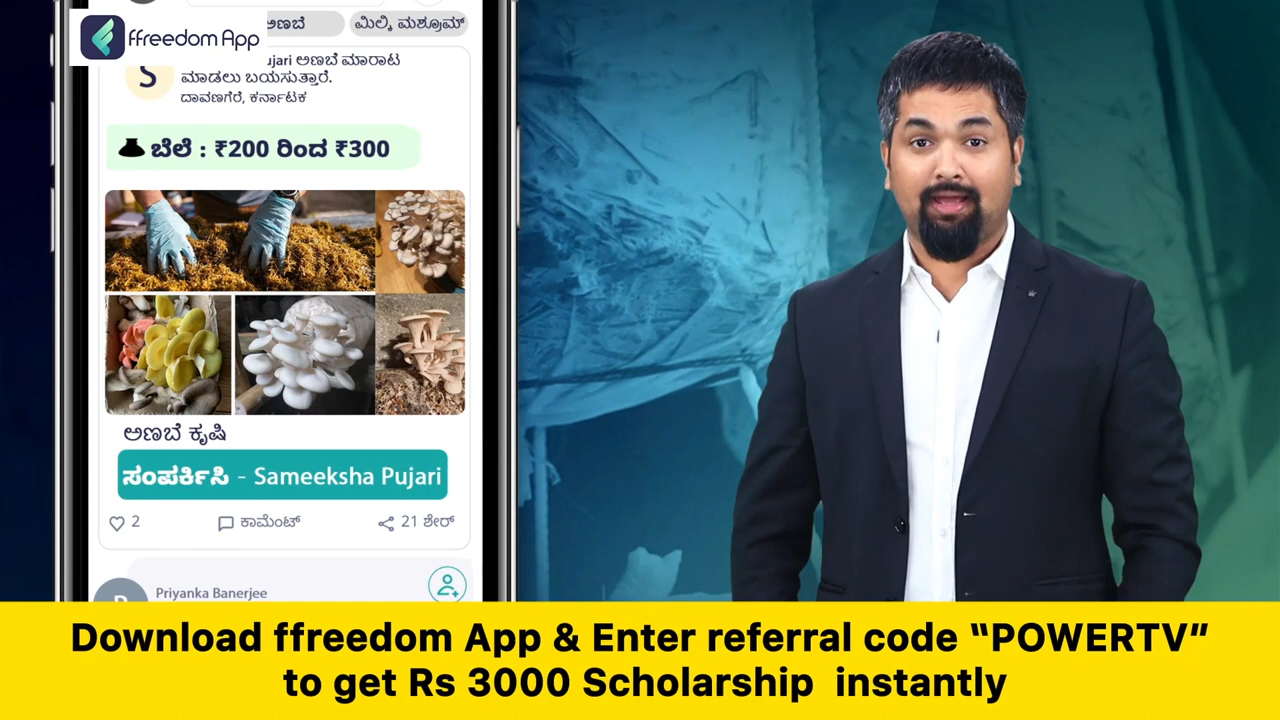 ffreedom App
ಅಣಬೆ
ಮಿಲ್ಕಿ ಮಶ್ರೂಮ್
S
ujari ಅಣಬೆ ಮಾರಾಟ
ಮಾಡಲು ಬಯಸುತ್ತಾರೆ.
ದಾವಣಗೆರೆ, ಕರ್ನಾಟಕ
ಬೆಲೆ : ₹200 ರಿಂದ ₹300
ಅಣಬೆ ಕೃಷಿ
ಸಂಪರ್ಕಿಸಿ - Sameeksha Pujari
2
ಕಾಮೆಂಟ್
21 ಶೇರ್
Priyanka Banerjee
Download ffreedom App & Enter referral code “POWERTV”
to get Rs 3000 Scholarship instantly